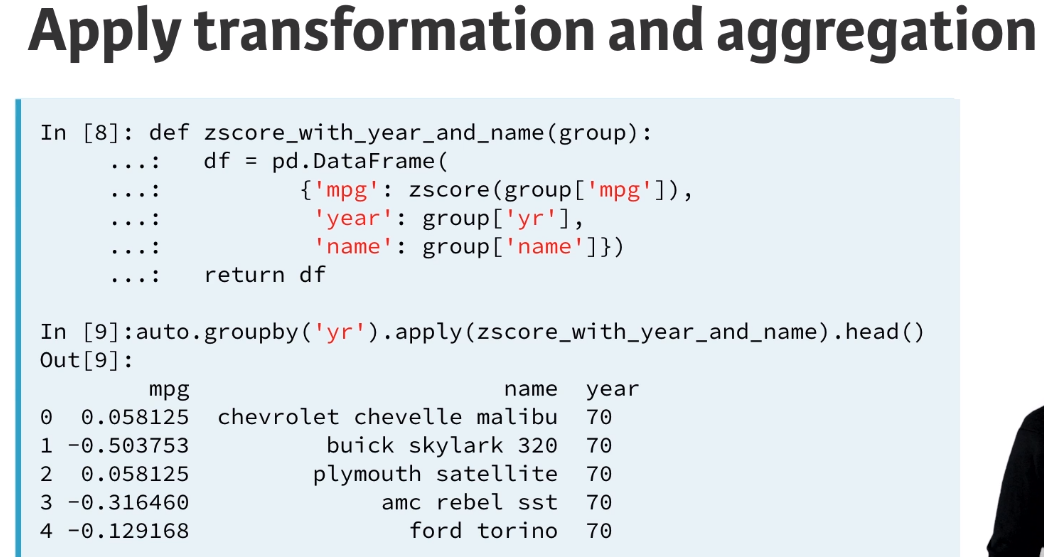 Apply transformation and aggregation
In [8]: def zscore_with_year_and_name(group):
...: df = pd.DataFrame(
...: {'mpg': zscore(group['mpg']),
...: 'year': group['yr'],
...: 'name': group['name']})
...: return df
In [9]:auto.groupby('yr').apply(zscore_with_year_and_name).head()
Out[9]:
mpg name year
0 0.058125 chevrolet chevelle malibu 70
1 -0.503753 buick skylark 320 70
2 0.058125 plymouth satellite 70
3 -0.316460 amc rebel sst 70
4 -0.129168 ford torino 70